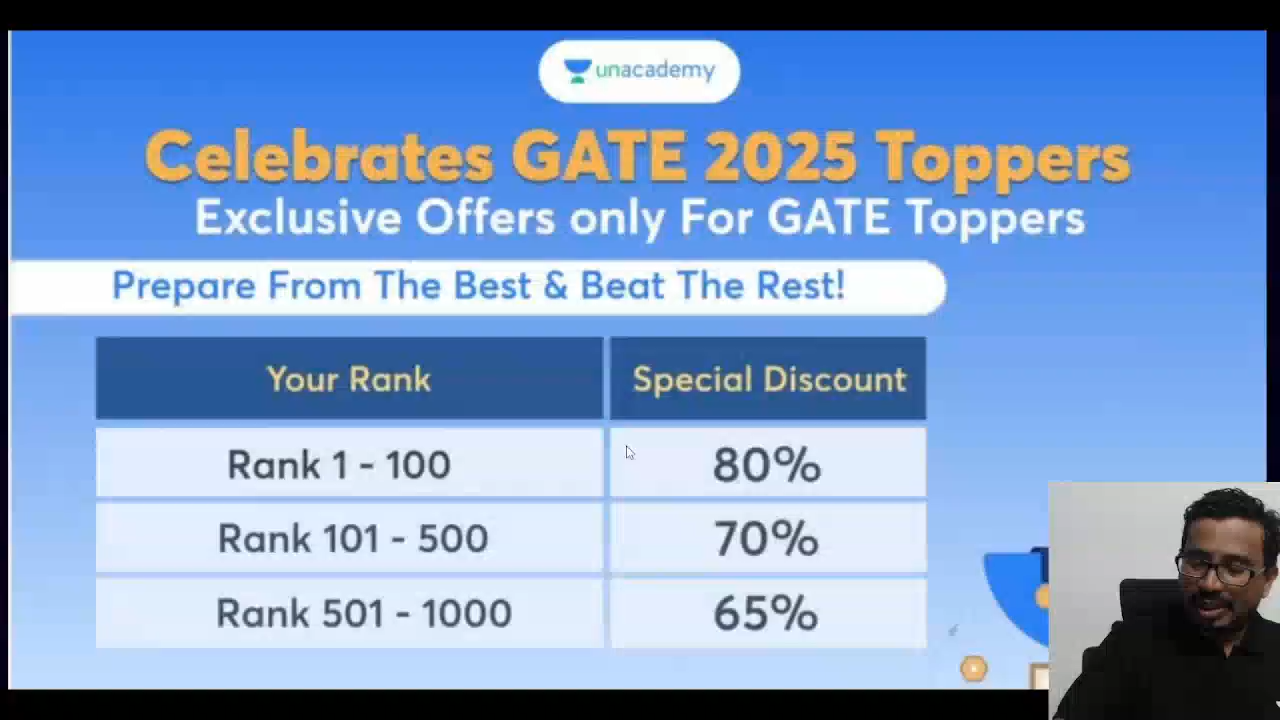 unacademy
Celebrates GATE 2025 Toppers
Exclusive Offers only For GATE Toppers
Prepare From The Best & Beat The Rest!
Your Rank Special Discount
Rank 1 - 100 80%
Rank 101 - 500 70%
Rank 501 - 1000 65%